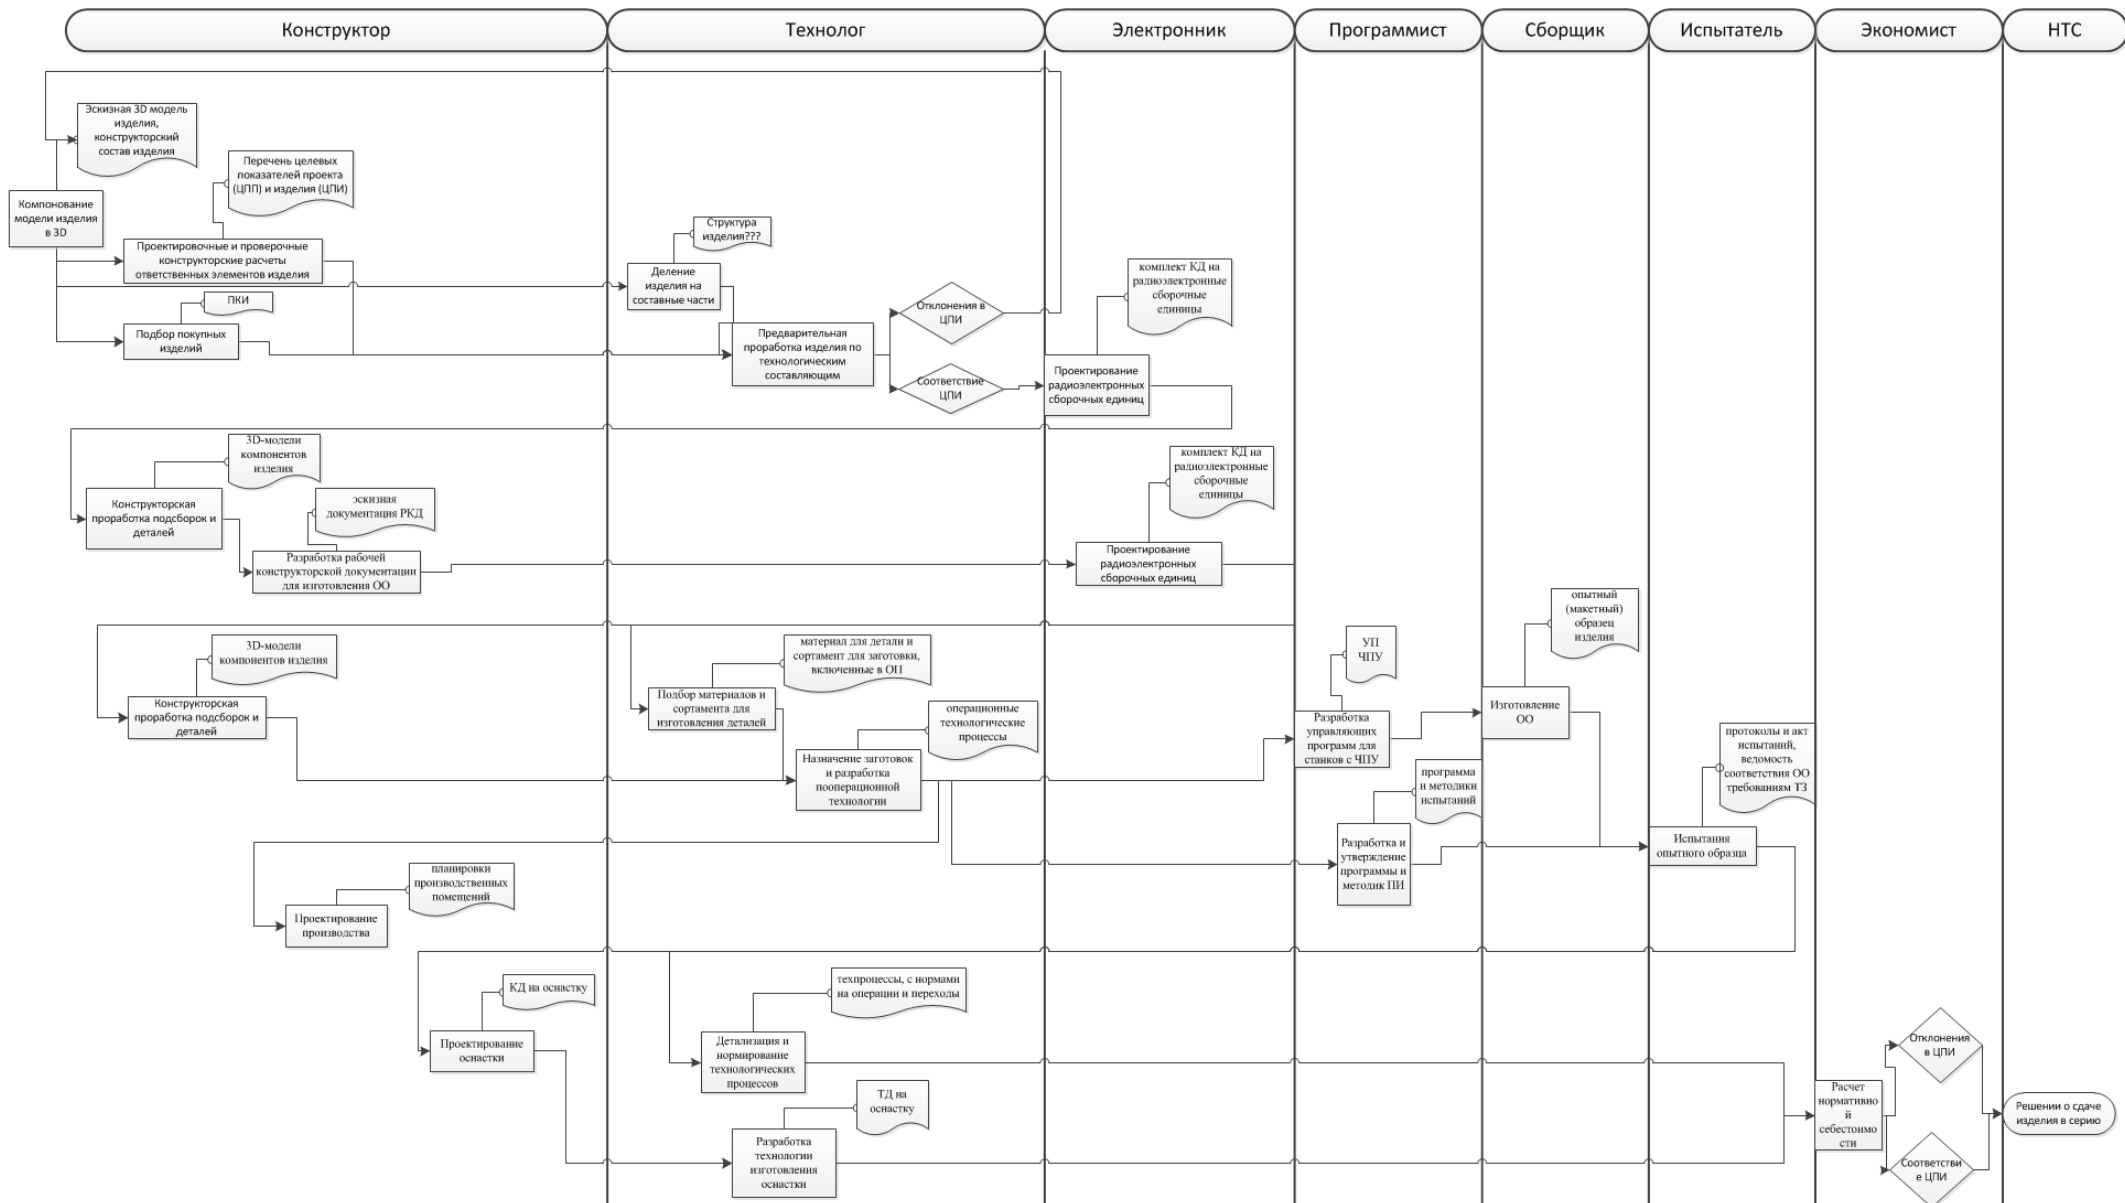 Конструктор
Технолог
Электронник
Программист
Сборщик
Испытатель
Экономист
НТС
Эскизная 3D модель
изделия,
конструкторский
состав изделия
Перечень целевых
показателей проекта
(ЦПП) и изделия (ЦПИ)
Компонование
модели изделия
в 3D
Проектировочные и проверочные
конструкторские расчеты
ответственных элементов изделия
ПКИ
Подбор покупных
изделий
Структура
изделия???
Деление
изделия на
составные части
Предварительная
проработка изделия по
технологическим
составляющим
Отклонения в
ЦПИ
Соответствие
ЦПИ
комплект КД на
радиоэлектронные
сборочные
единицы
Проектирование
радиоэлектронных
сборочных единиц
3D-модели
компонентов
изделия
Конструкторская
проработка подсборок и
деталей
эскизная
документация РКД
Разработка рабочей
конструкторской документации
для изготовления ОО
комплект КД на
радиоэлектронные
сборочные
единицы
Проектирование
радиоэлектронных
сборочных единиц
3D-модели
компонентов изделия
Конструкторская
проработка подсборок и
деталей
материал для детали и
сортамент для заготовки,
включенные в ОП
Подбор материалов и
сортамента для
изготовления деталей
операционные
технологические
процессы
Назначение заготовок
и разработка
пооперационной
технологии
УП
ЧПУ
Разработка
управляющих
программ для
станков с ЧПУ
опытный
(макетный)
образец
изделия
Изготовление
ОО
программа
и методики
испытаний
Разработка и
утверждение
программы и
методик ПИ
протоколы и акт
испытаний,
ведомость
соответствия ОО
требованиям ТЗ
Испытания
опытного образца
планировки
производственных
помещений
Проектирование
производства
КД на оснастку
Проектирование
оснастки
техпроцессы, с нормами
на операции и переходы
Детализация и
нормирование
технологических
процессов
ТД на
оснастку
Разработка
технологии
изготовления
оснастки
Отклонения
в ЦПИ
Расчет
нормативно
й
себестоимо
сти
Соответстви
е ЦПИ
Решении о сдаче
изделия в серию